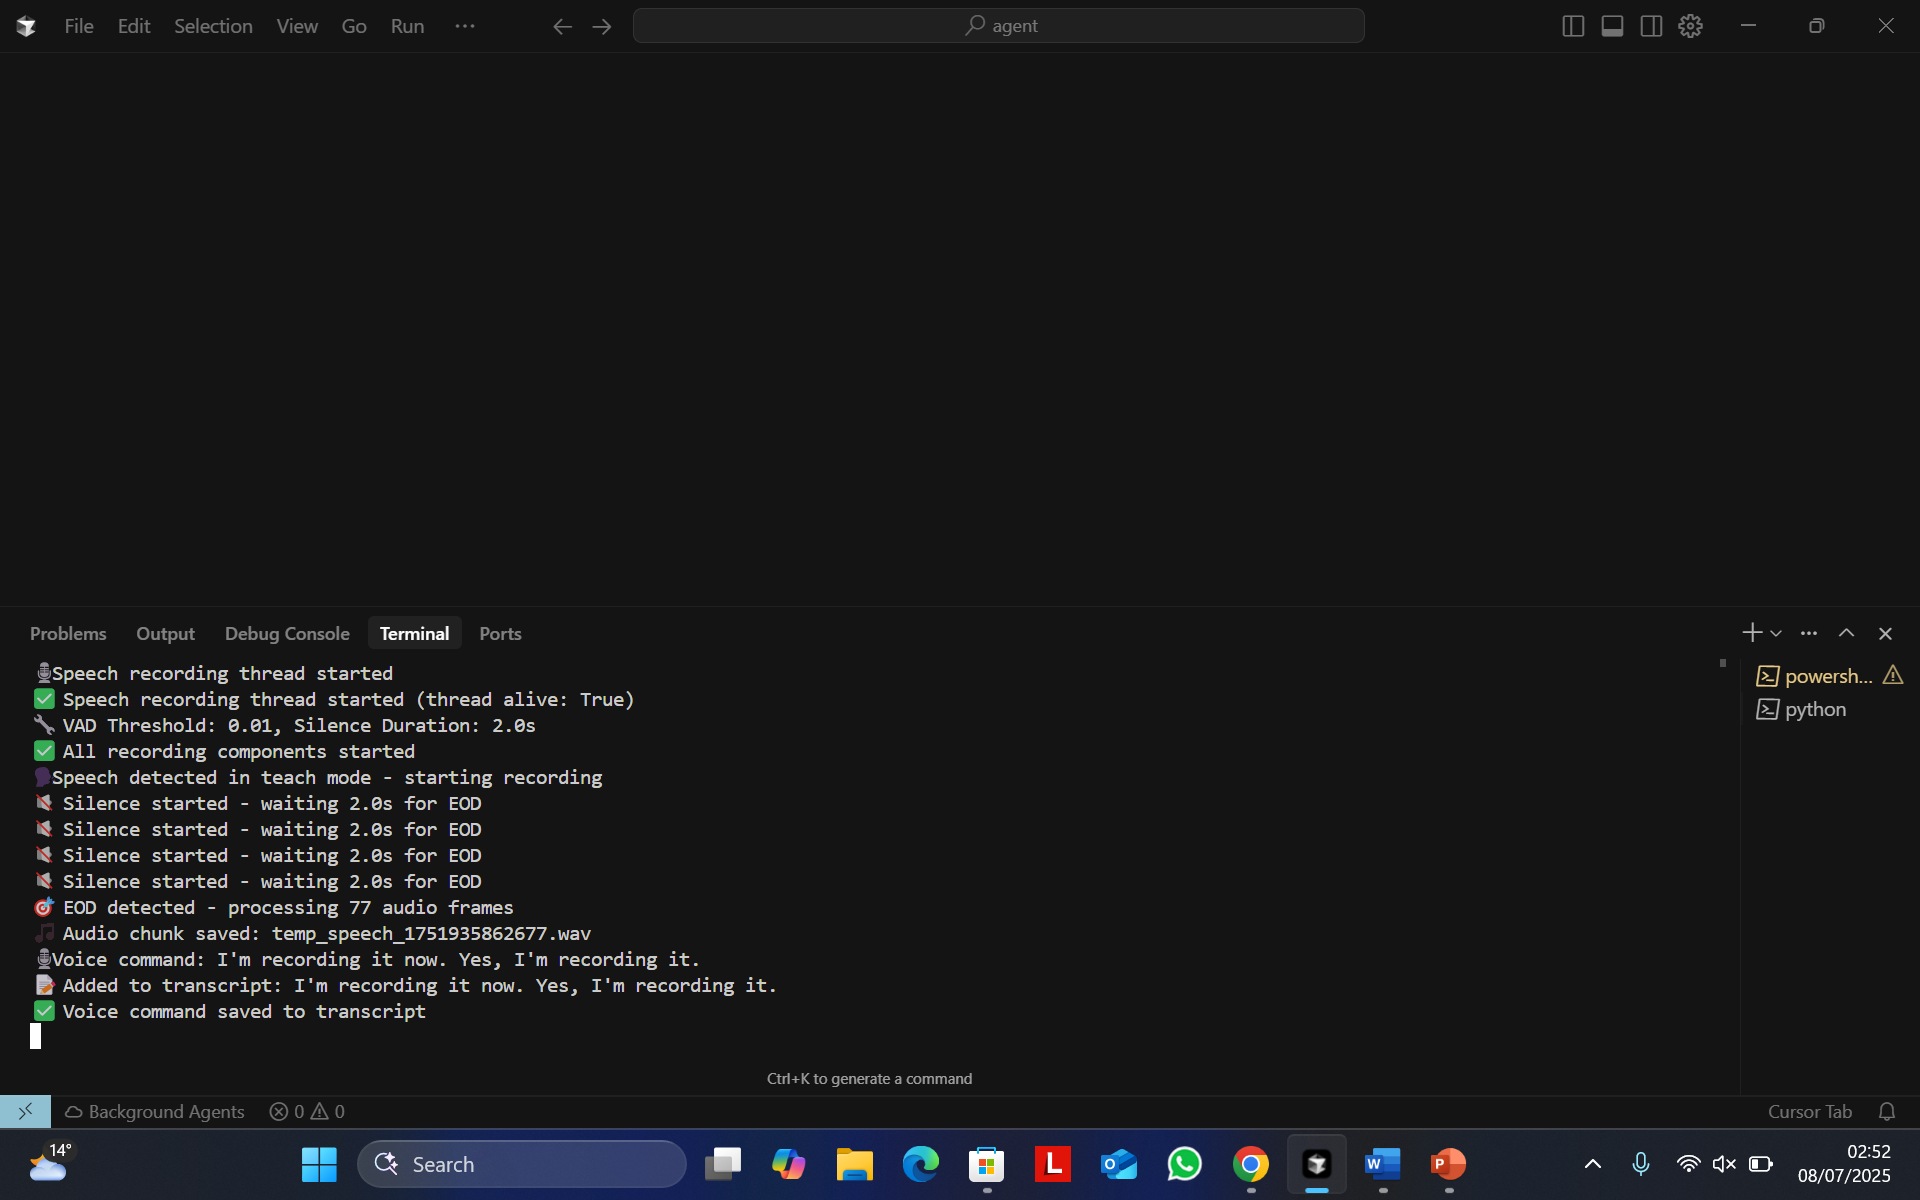 File Edit Selection View Go Run ···
agent
Problems Output Debug Console Terminal Ports
Speech recording thread started
Speech recording thread started (thread alive: True)
VAD Threshold: 0.01, Silence Duration: 2.0s
All recording components started
Speech detected in teach mode - starting recording
Silence started - waiting 2.0s for EOD
Silence started - waiting 2.0s for EOD
Silence started - waiting 2.0s for EOD
Silence started - waiting 2.0s for EOD
EOD detected - processing 77 audio frames
Audio chunk saved: temp_speech_1751935862677.wav
Voice command: I'm recording it now. Yes, I'm recording it.
Added to transcript: I'm recording it now. Yes, I'm recording it.
Voice command saved to transcript
powersh...
python
Ctrl+K to generate a command
Background Agents 0 0
Cursor Tab
14°
Search
L
O
W
P
02:52
08/07/2025